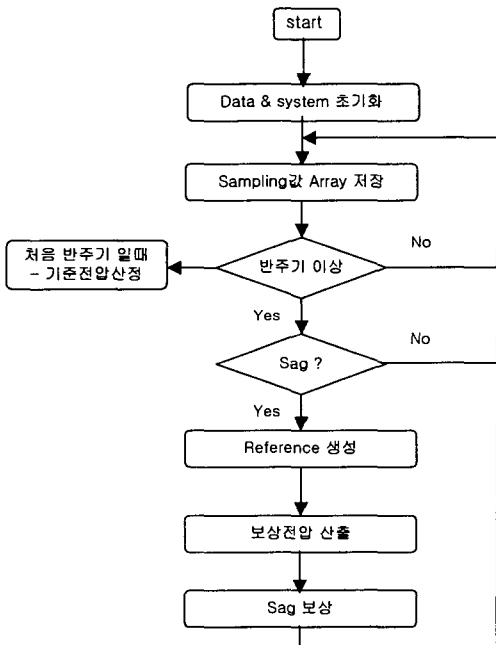 start
Data & system 초기화
Sampling값 Array 저장
처음 반주기 일때
- 기준전압산정
반주기 이상
No
Yes
Sag ?
No
Yes
Reference 생성
보상전압 산출
Sag 보상